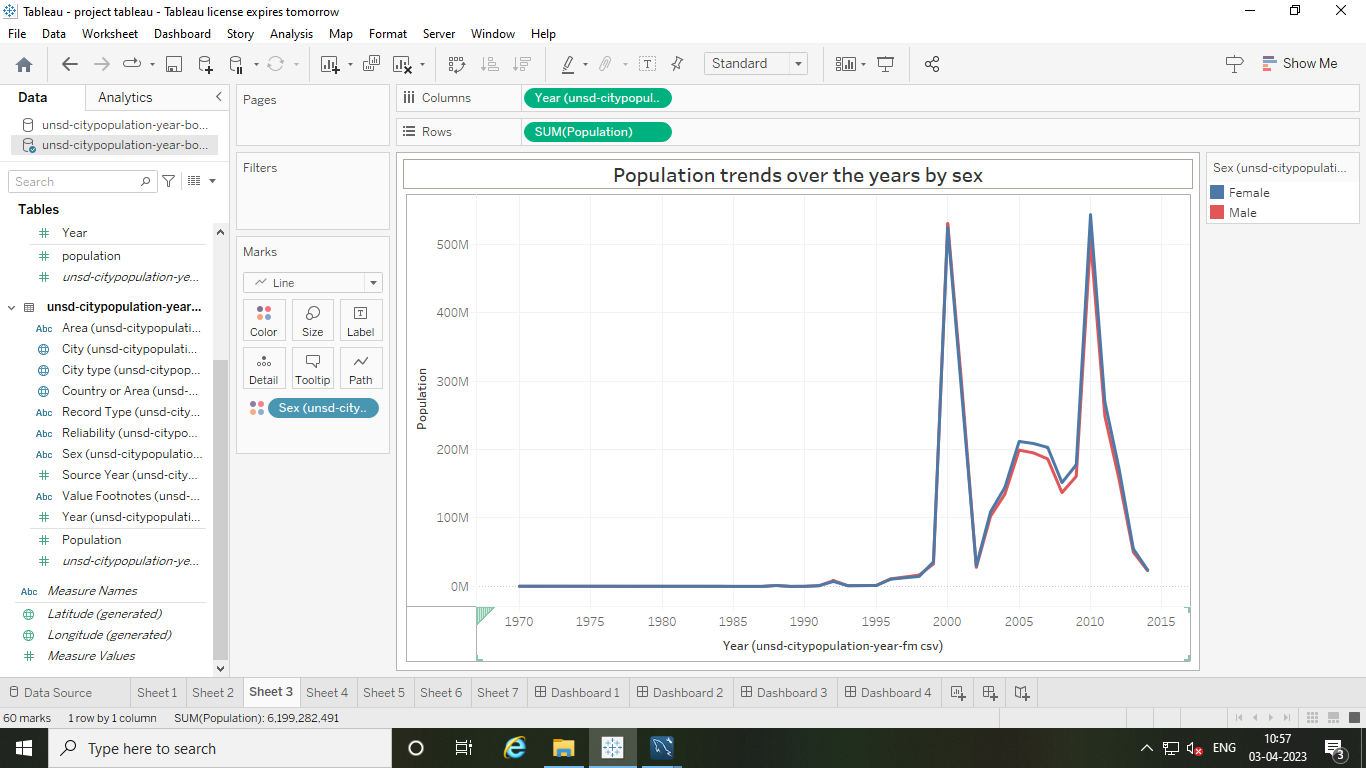 Tableau - project tableau - Tableau license expires tomorrow
File Data Worksheet Dashboard Story Analysis Map Format Server Window Help
Standard
Show Me
Data Analytics
unsd-citypopulation-year-bo...
unsd-citypopulation-year-bo...
Search
Tables
Year
population
unsd-citypopulation-ye...
unsd-citypopulation-year...
Abc Area (unsd-citypopulati...
City (unsd-citypopulati...
City type (unsd-citypop...
Country or Area (unsd-...
Abc Record Type (unsd-city...
Abc Reliability (unsd-citypo...
Abc Sex (unsd-citypopulatio...
Source Year (unsd-city...
Abc Value Footnotes (unsd-...
Year (unsd-citypopulati...
Population
unsd-citypopulation-ye...
Abc Measure Names
Latitude (generated)
Longitude (generated)
Measure Values
Pages
Filters
Marks
Line
Color Size Label
Detail Tooltip Path
Sex (unsd-city..
Columns Year (unsd-citypopul..
Rows SUM(Population)
Population trends over the years by sex
500M
400M
300M
200M
100M
0M
Population
1970 1975 1980 1985 1990 1995 2000 2005 2010 2015
Year (unsd-citypopulation-year-fm csv)
Sex (unsd-citypopulati...
Female
Male
Data Source Sheet 1 Sheet 2 Sheet 3 Sheet 4 Sheet 5 Sheet 6 Sheet 7 Dashboard 1 Dashboard 2 Dashboard 3 Dashboard 4
60 marks 1 row by 1 column SUM(Population): 6,199,282,491
Type here to search
ENG
10:57
03-04-2023
3